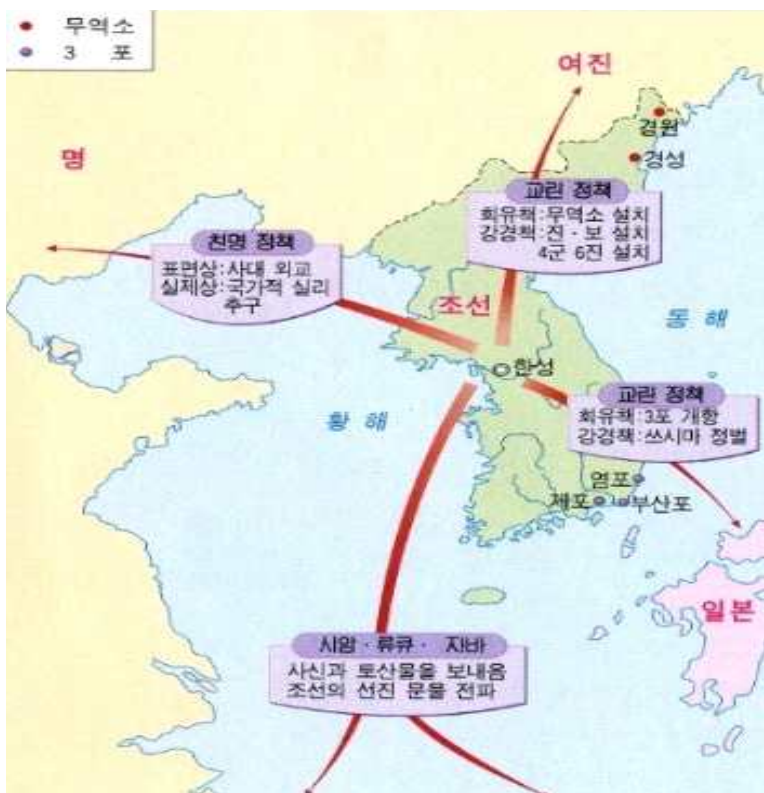 무역소
3 포
여진
경원
경성
명
교린 정책
회유책:무역소 설치
강경책:진·보 설치
4군 6진 설치
친명 정책
표면상:사대 외교
실제상:국가적 실리
추구
조선
동해
한성
황해
교린 정책
회유책:3포 개항
강경책:쓰시마 정벌
염포
제포
부산포
일본
시암·류큐·자바
사신과 토산물을 보내옴
조선의 선진 문물 전파